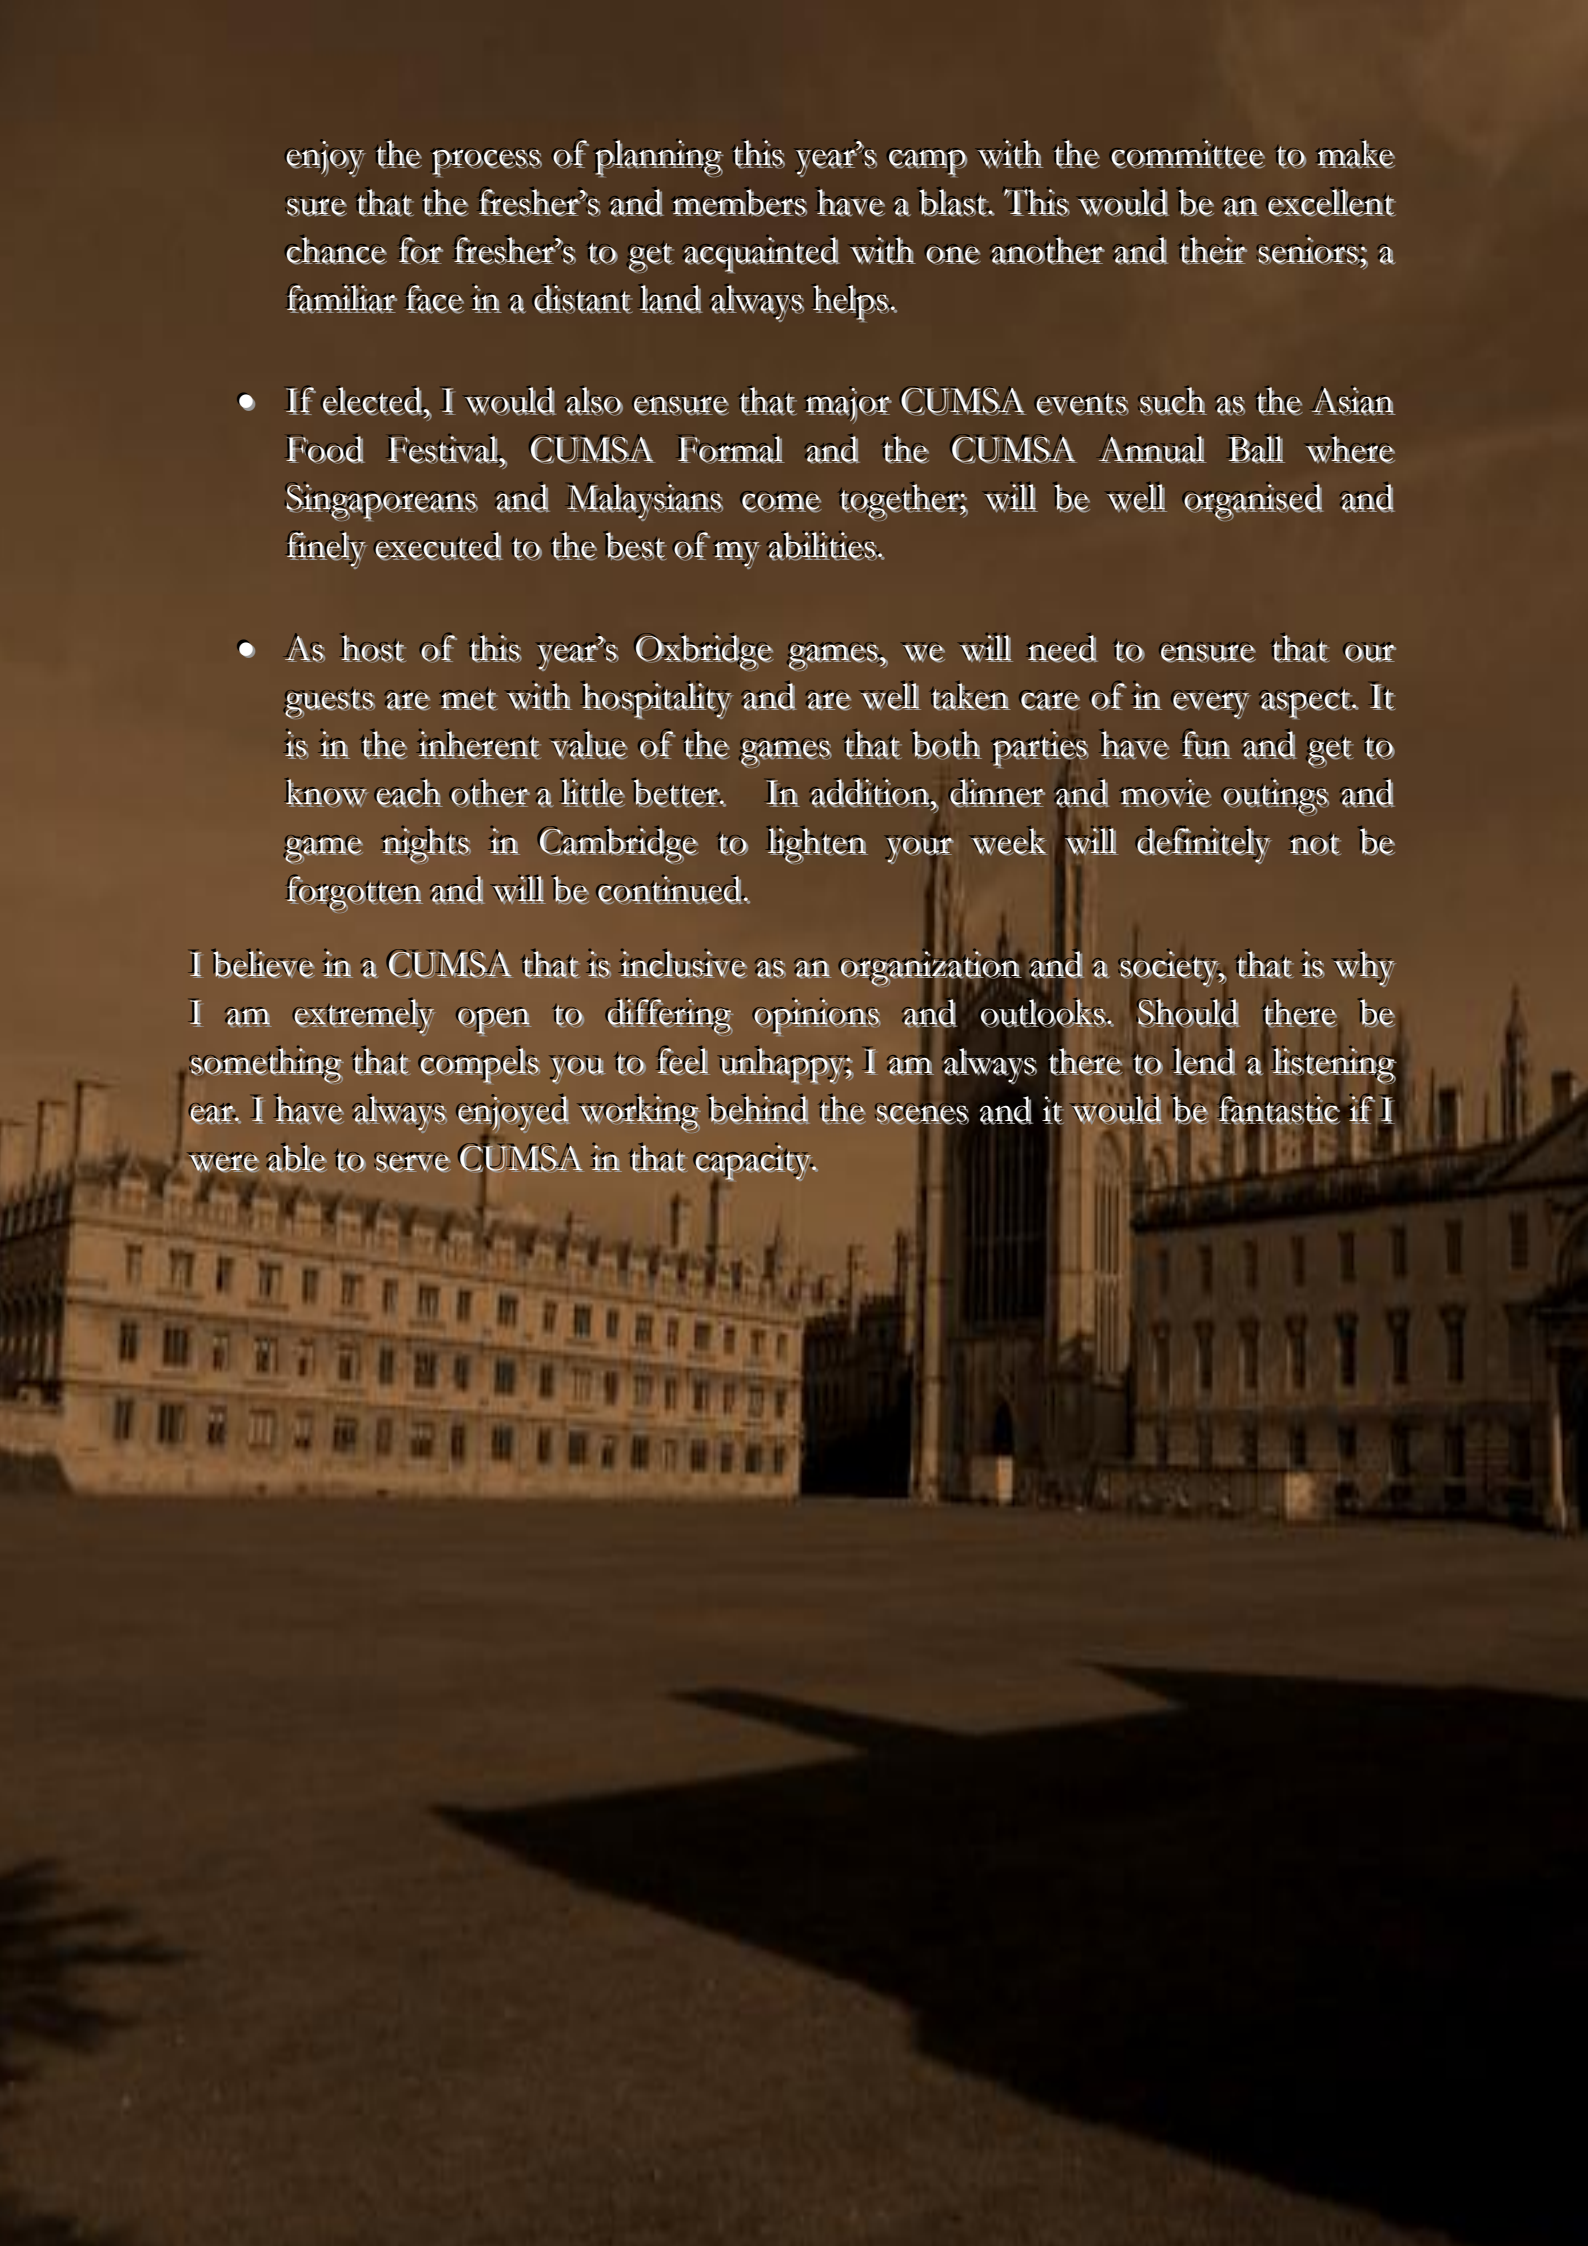 enjoy the process of planning this year’s camp with the committee to make
sure that the fresher’s and members have a blast. This would be an excellent
chance for fresher’s to get acquainted with one another and their seniors; a
familiar face in a distant land always helps.
• If elected, I would also ensure that major CUMSA events such as the Asian
Food Festival, CUMSA Formal and the CUMSA Annual Ball where
Singaporeans and Malaysians come together; will be well organised and
finely executed to the best of my abilities.
• As host of this year’s Oxbridge games, we will need to ensure that our
guests are met with hospitality and are well taken care of in every aspect. It
is in the inherent value of the games that both parties have fun and get to
know each other a little better. In addition, dinner and movie outings and
game nights in Cambridge to lighten your week will definitely not be
forgotten and will be continued.
I believe in a CUMSA that is inclusive as an organization and a society, that is why
I am extremely open to differing opinions and outlooks. Should there be
something that compels you to feel unhappy; I am always there to lend a listening
ear. I have always enjoyed working behind the scenes and it would be fantastic if I
were able to serve CUMSA in that capacity.